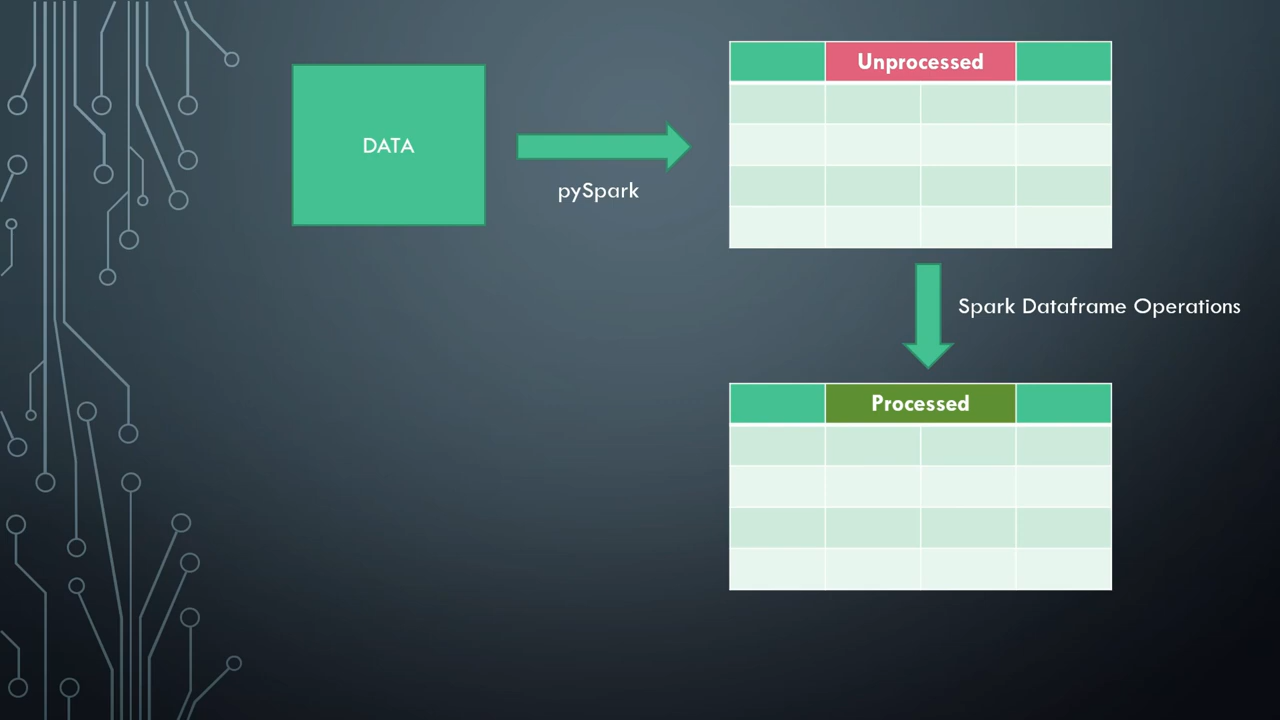 Unprocessed
DATA
pySpark
Spark Dataframe Operations
Processed